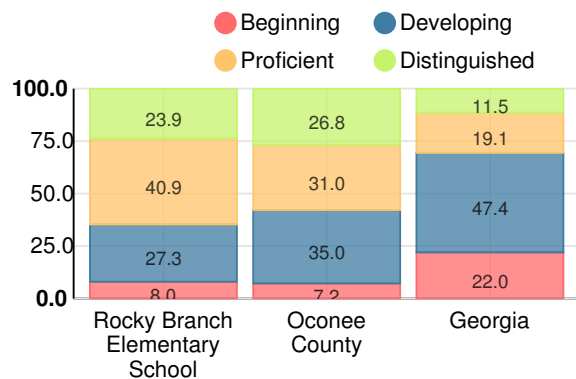 Beginning
Developing
Proficient
Distinguished
100.0
75.0
50.0
25.0
0.0
23.9
26.8
11.5
40.9
31.0
19.1
27.3
35.0
47.4
8.0
7.2
22.0
Rocky Branch
Elementary
School
Oconee
County
Georgia